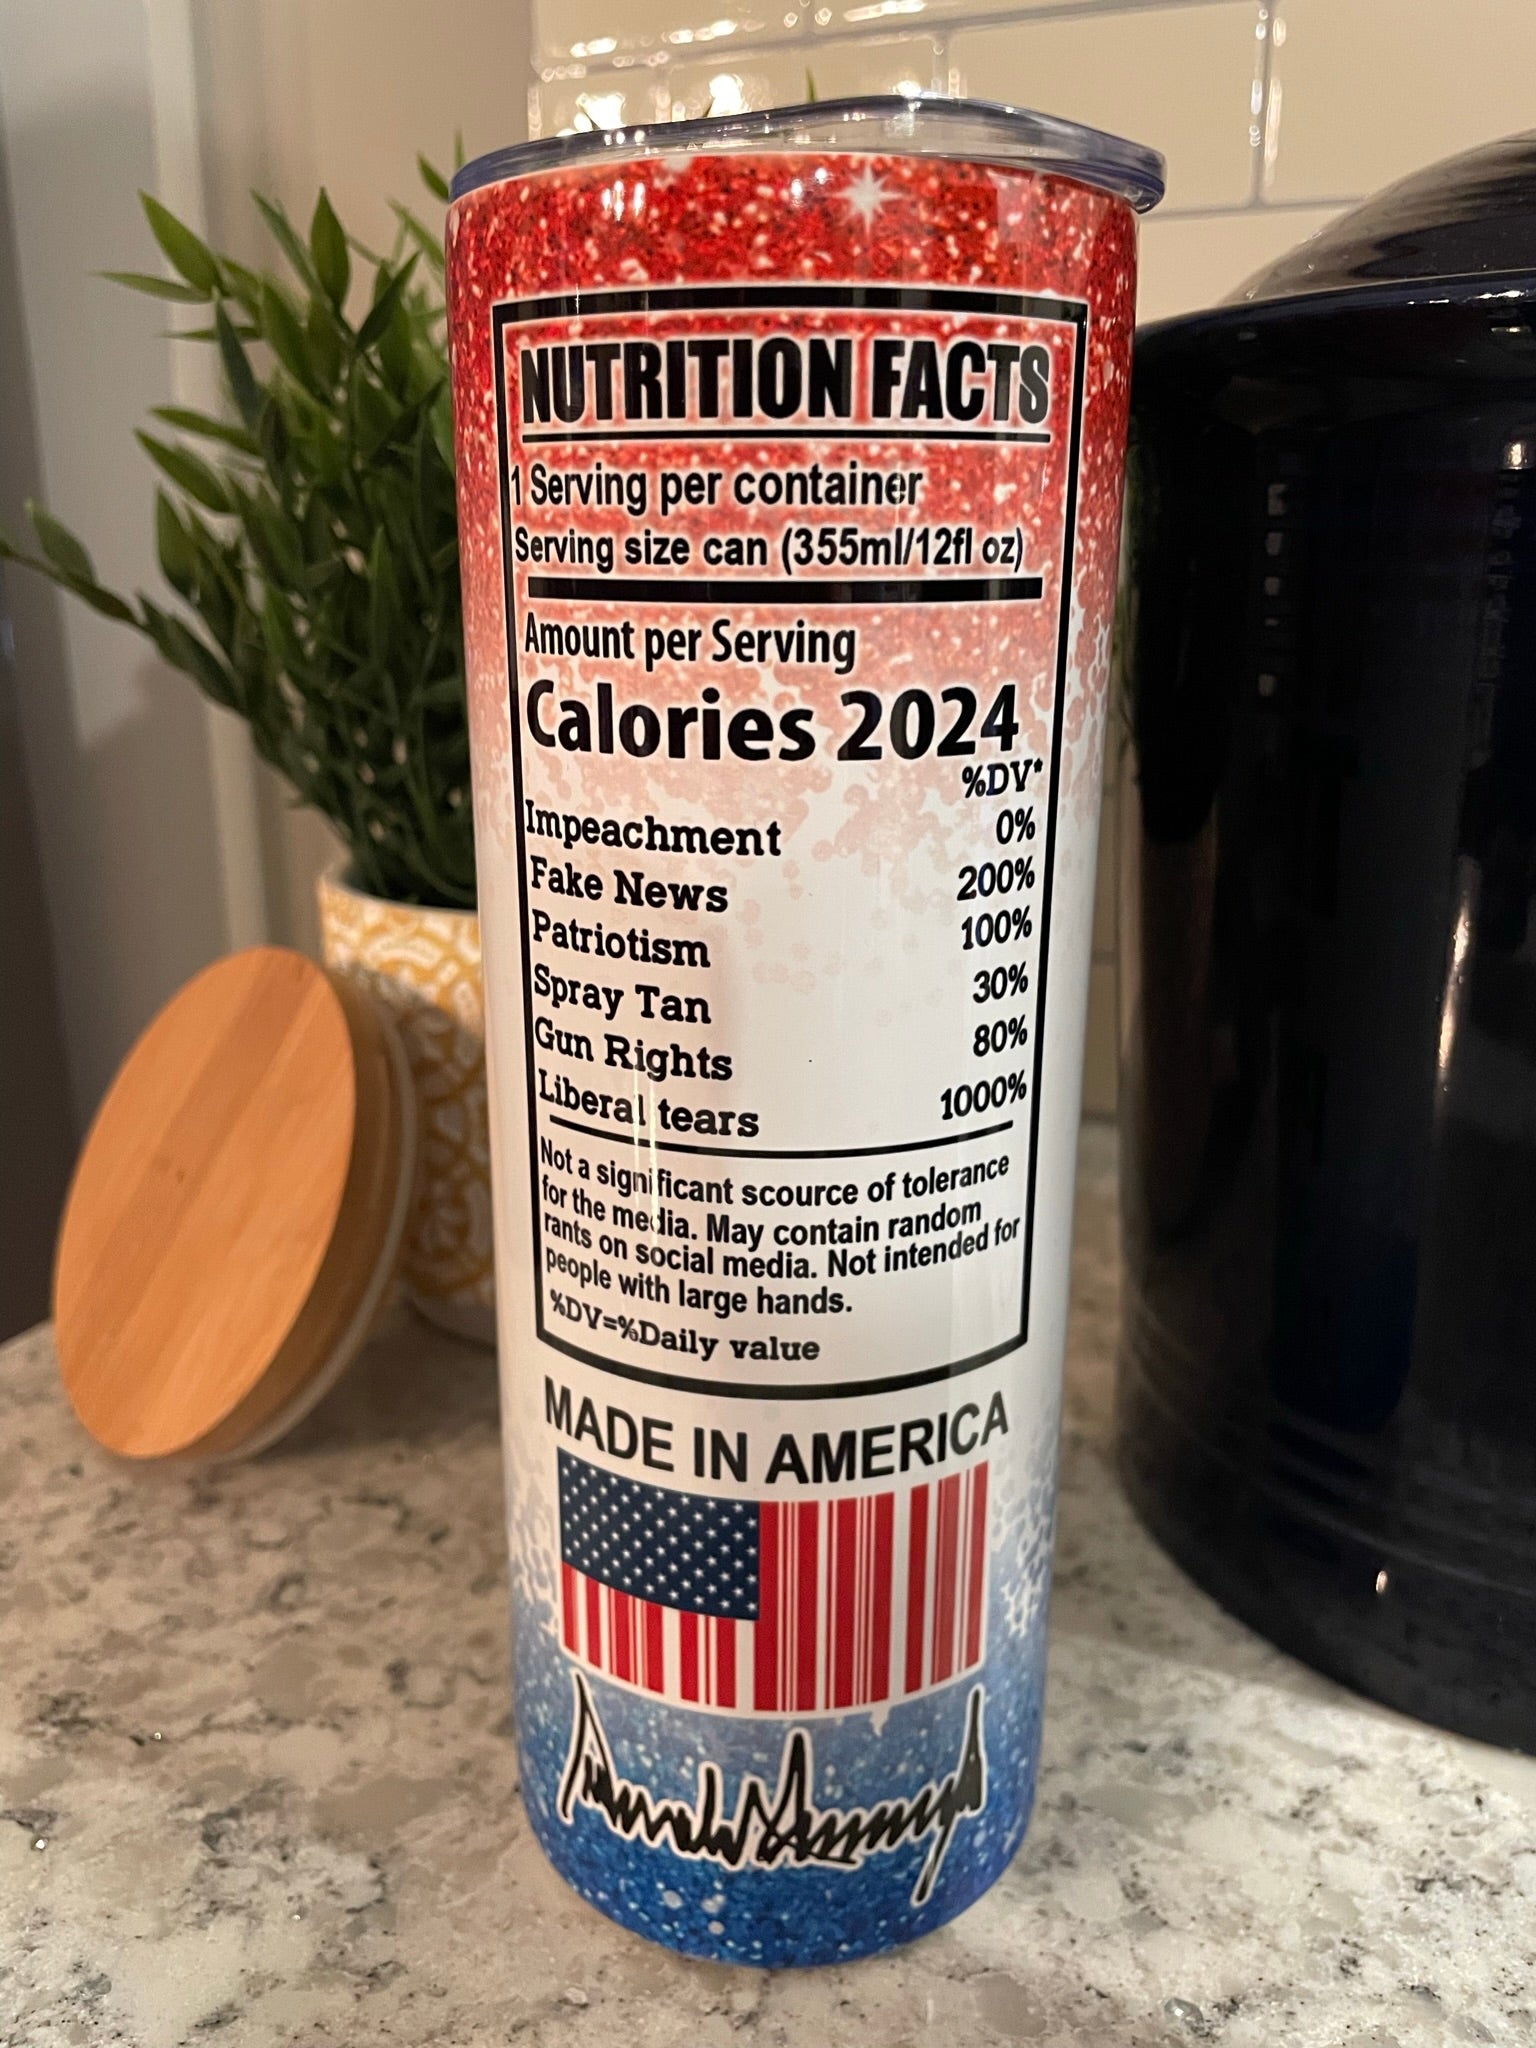 NUTRITION FACTS
1 Serving per container
Serving size can (355ml/12fl oz)
Amount per Serving
Calories 2024
%DV*
Impeachment 0%
Fake News 200%
Patriotism 100%
Spray Tan 30%
Gun Rights 80%
Liberal tears 1000%
Not a significant scource of tolerance
for the media. May contain random
rants on social media. Not intended for
people with large hands.
%DV=%Daily value
MADE IN AMERICA